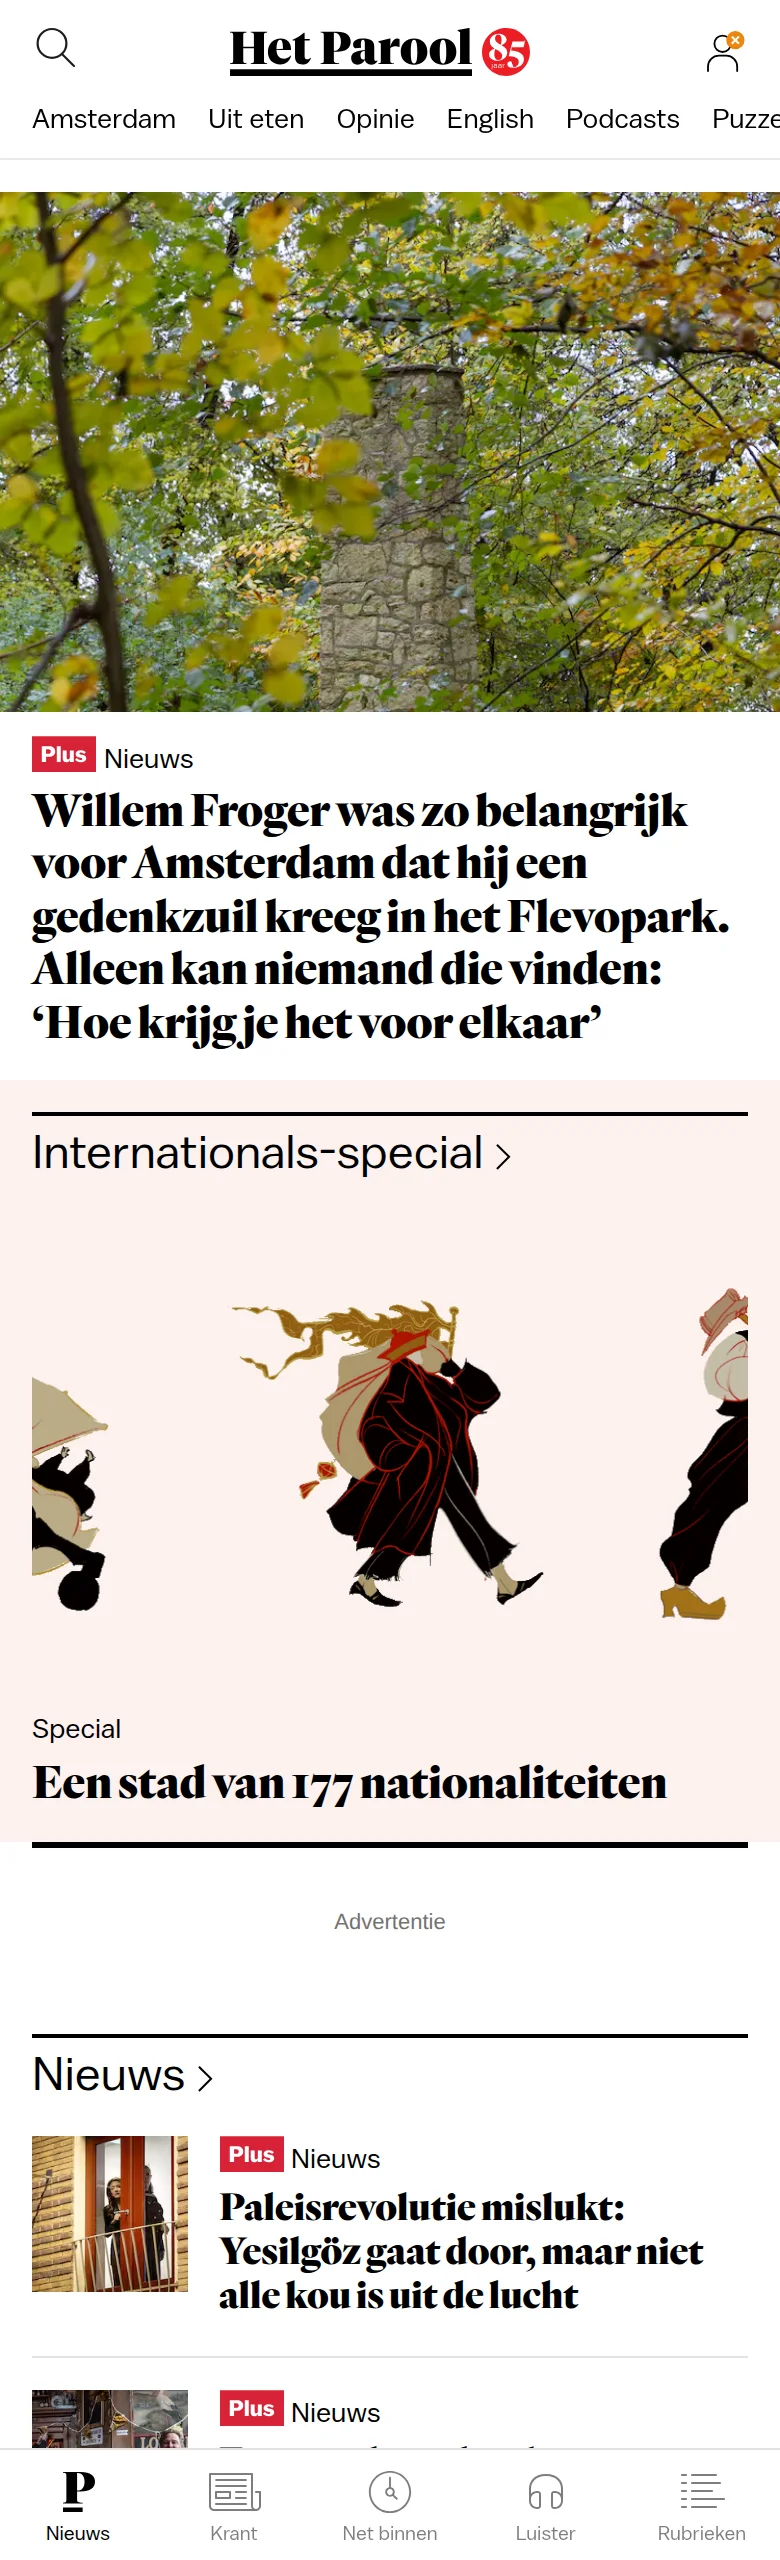 Het Parool 85 jaar
Amsterdam Uit eten Opinie English Podcasts Puzze
Plus Nieuws
Willem Froger was zo belangrijk
voor Amsterdam dat hij een
gedenkzuil kreeg in het Flevopark.
Alleen kan niemand die vinden:
‘Hoe krijg je het voor elkaar’
Internationals-special
Special
Een stad van 177 nationaliteiten
Advertentie
Nieuws
Plus Nieuws
Paleisrevolutie mislukt:
Yesilgöz gaat door, maar niet
alle kou is uit de lucht
Plus Nieuws
P
Nieuws Krant Net binnen Luister Rubrieken